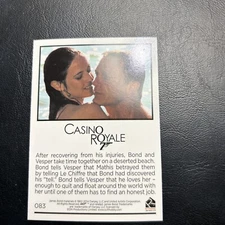 CASINO
ROYALE
007
After recovering from his injuries, Bond and
Vesper take time together on a deserted beach.
Bond tells Vesper that Mathis betrayed them
by telling Le Chiffre that Bond had discovered
his "tell." Bond tells Vesper that he loves her –
enough to quit and float around the world with
her until one of them has to find an honest job.
083